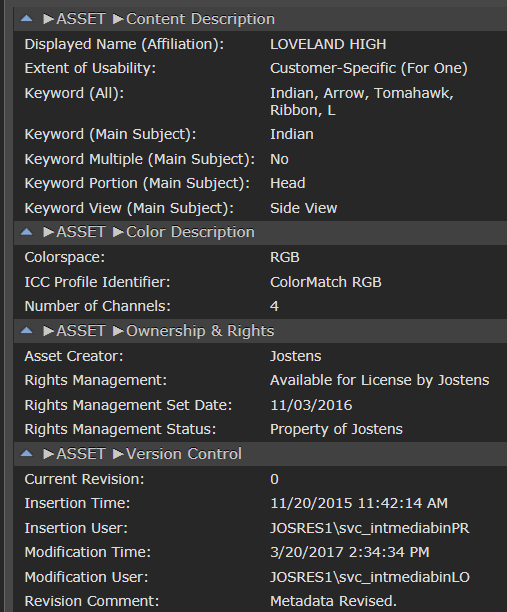 ▶ASSET ▶Content Description
Displayed Name (Affiliation): LOVELAND HIGH
Extent of Usability: Customer-Specific (For One)
Keyword (All): Indian, Arrow, Tomahawk,
Ribbon, L
Keyword (Main Subject): Indian
Keyword Multiple (Main Subject): No
Keyword Portion (Main Subject): Head
Keyword View (Main Subject): Side View
▶ASSET ▶Color Description
Colorspace: RGB
ICC Profile Identifier: ColorMatch RGB
Number of Channels: 4
▶ASSET ▶Ownership & Rights
Asset Creator: Jostens
Rights Management: Available for License by Jostens
Rights Management Set Date: 11/03/2016
Rights Management Status: Property of Jostens
▶ASSET ▶Version Control
Current Revision: 0
Insertion Time: 11/20/2015 11:42:14 AM
Insertion User: JOSRES1\svc_intmediabinPR
Modification Time: 3/20/2017 2:34:34 PM
Modification User: JOSRES1\svc_intmediabinLO
Revision Comment: Metadata Revised.